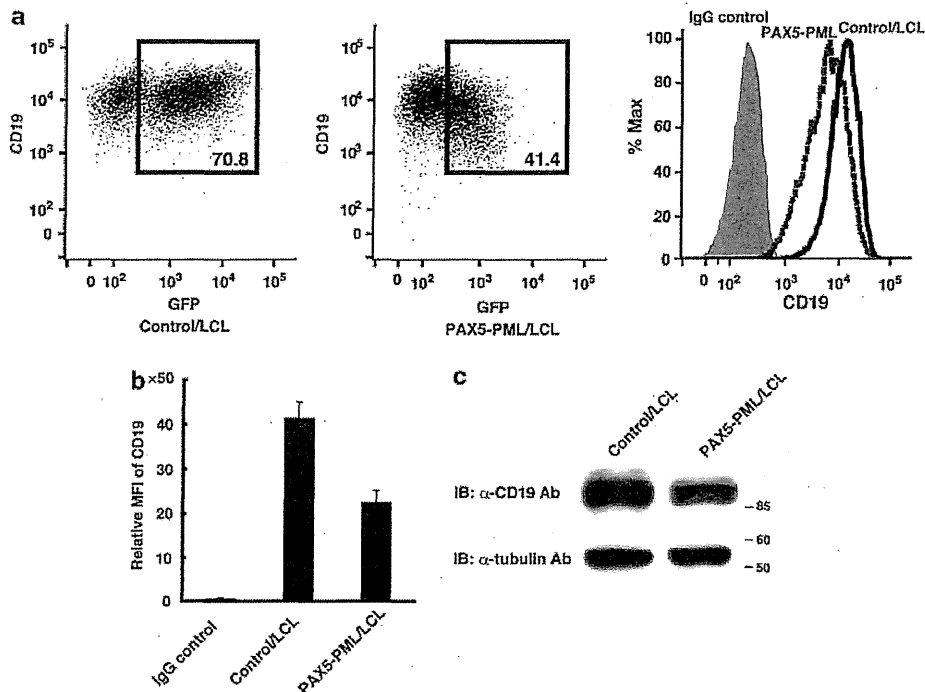 a
CD19
10⁵
10⁴
10³
10²
0
70.8
0 10² 10³ 10⁴ 10⁵
GFP
Control/LCL
CD19
10⁵
10⁴
10³
10²
0
41.4
0 10² 10³ 10⁴ 10⁵
GFP
PAX5-PML/LCL
IgG control
PAX5-PML
Control/LCL
% Max
100
80
60
40
20
0
0 10² 10³ 10⁴ 10⁵
CD19
b
×50
40
30
20
10
0
Relative MFI of CD19
IgG control
Control/LCL
PAX5-PML/LCL
c
Control/LCL
PAX5-PML/LCL
IB: α-CD19 Ab
–85
–60
IB: α-tubulin Ab
–50